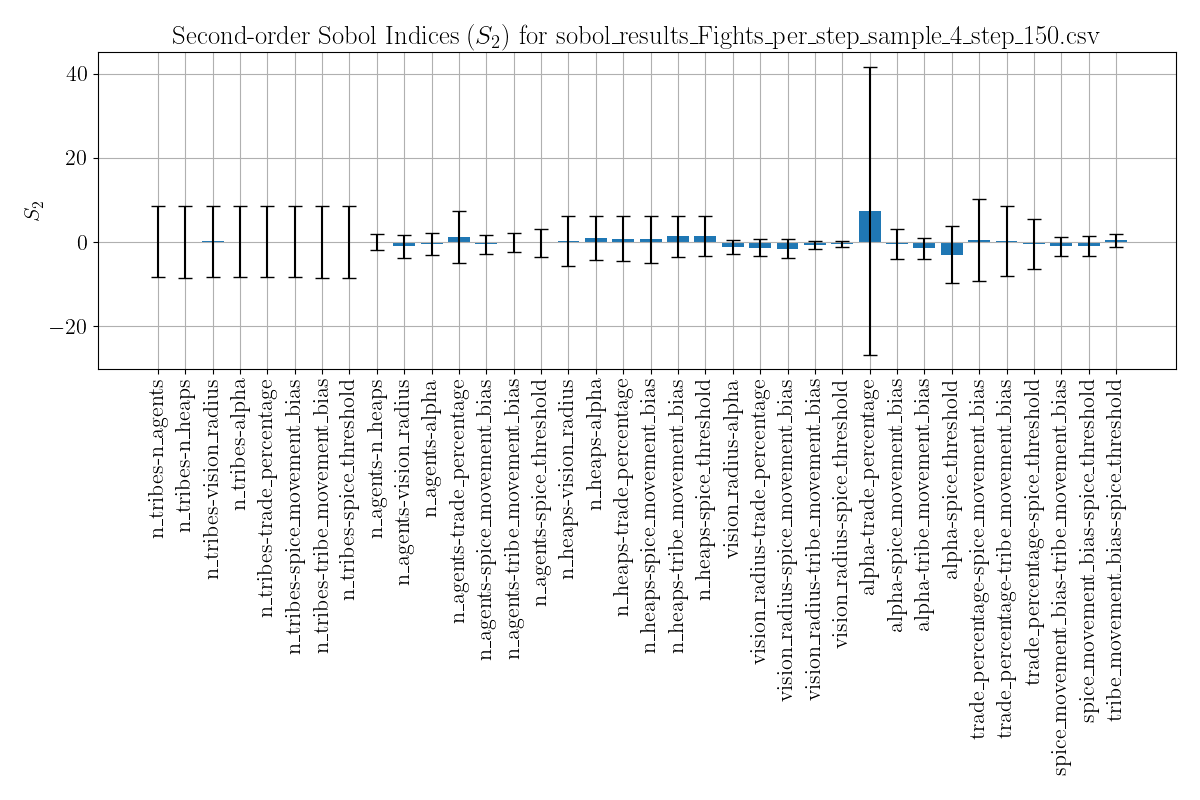 Second-order Sobol Indices (S₂) for sobol_results_Fights_per_step_sample_4_step_150.csv
S₂
40
20
0
−20
n_tribes-n_agents
n_tribes-n_heaps
n_tribes-vision_radius
n_tribes-alpha
n_tribes-trade_percentage
n_tribes-spice_movement_bias
n_tribes-tribe_movement_bias
n_tribes-spice_threshold
n_agents-n_heaps
n_agents-vision_radius
n_agents-alpha
n_agents-trade_percentage
n_agents-spice_movement_bias
n_agents-tribe_movement_bias
n_agents-spice_threshold
n_heaps-vision_radius
n_heaps-alpha
n_heaps-trade_percentage
n_heaps-spice_movement_bias
n_heaps-tribe_movement_bias
n_heaps-spice_threshold
vision_radius-alpha
vision_radius-trade_percentage
vision_radius-spice_movement_bias
vision_radius-tribe_movement_bias
vision_radius-spice_threshold
alpha-trade_percentage
alpha-spice_movement_bias
alpha-tribe_movement_bias
alpha-spice_threshold
trade_percentage-spice_movement_bias
trade_percentage-tribe_movement_bias
trade_percentage-spice_threshold
spice_movement_bias-tribe_movement_bias
spice_movement_bias-spice_threshold
tribe_movement_bias-spice_threshold